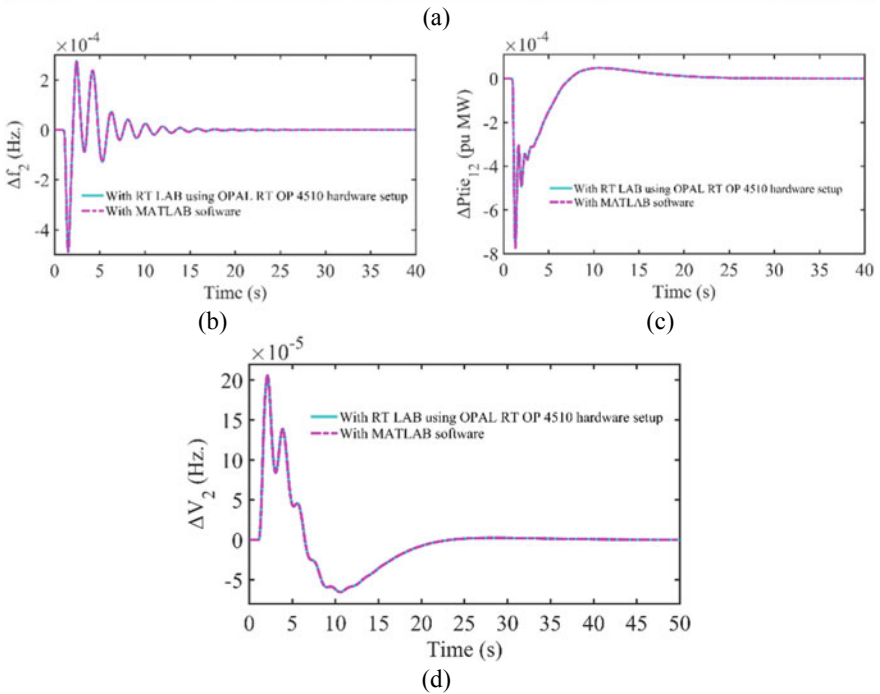 (a)
×10⁻⁴
2
0
-2
-4
Δf₂ (Hz.)
With RT LAB using OPAL RT OP 4510 hardware setup
With MATLAB software
0 5 10 15 20 25 30 35 40
Time (s)
(b)
×10⁻⁴
0
-2
-4
-6
-8
ΔPtie₁₂ (pu MW)
With RT LAB using OPAL RT OP 4510 hardware setup
With MATLAB software
0 5 10 15 20 25 30 35 40
Time (s)
(c)
×10⁻⁵
20
15
10
5
0
-5
ΔV₂ (Hz.)
With RT LAB using OPAL RT OP 4510 hardware setup
With MATLAB software
0 5 10 15 20 25 30 35 40 45 50
Time (s)
(d)